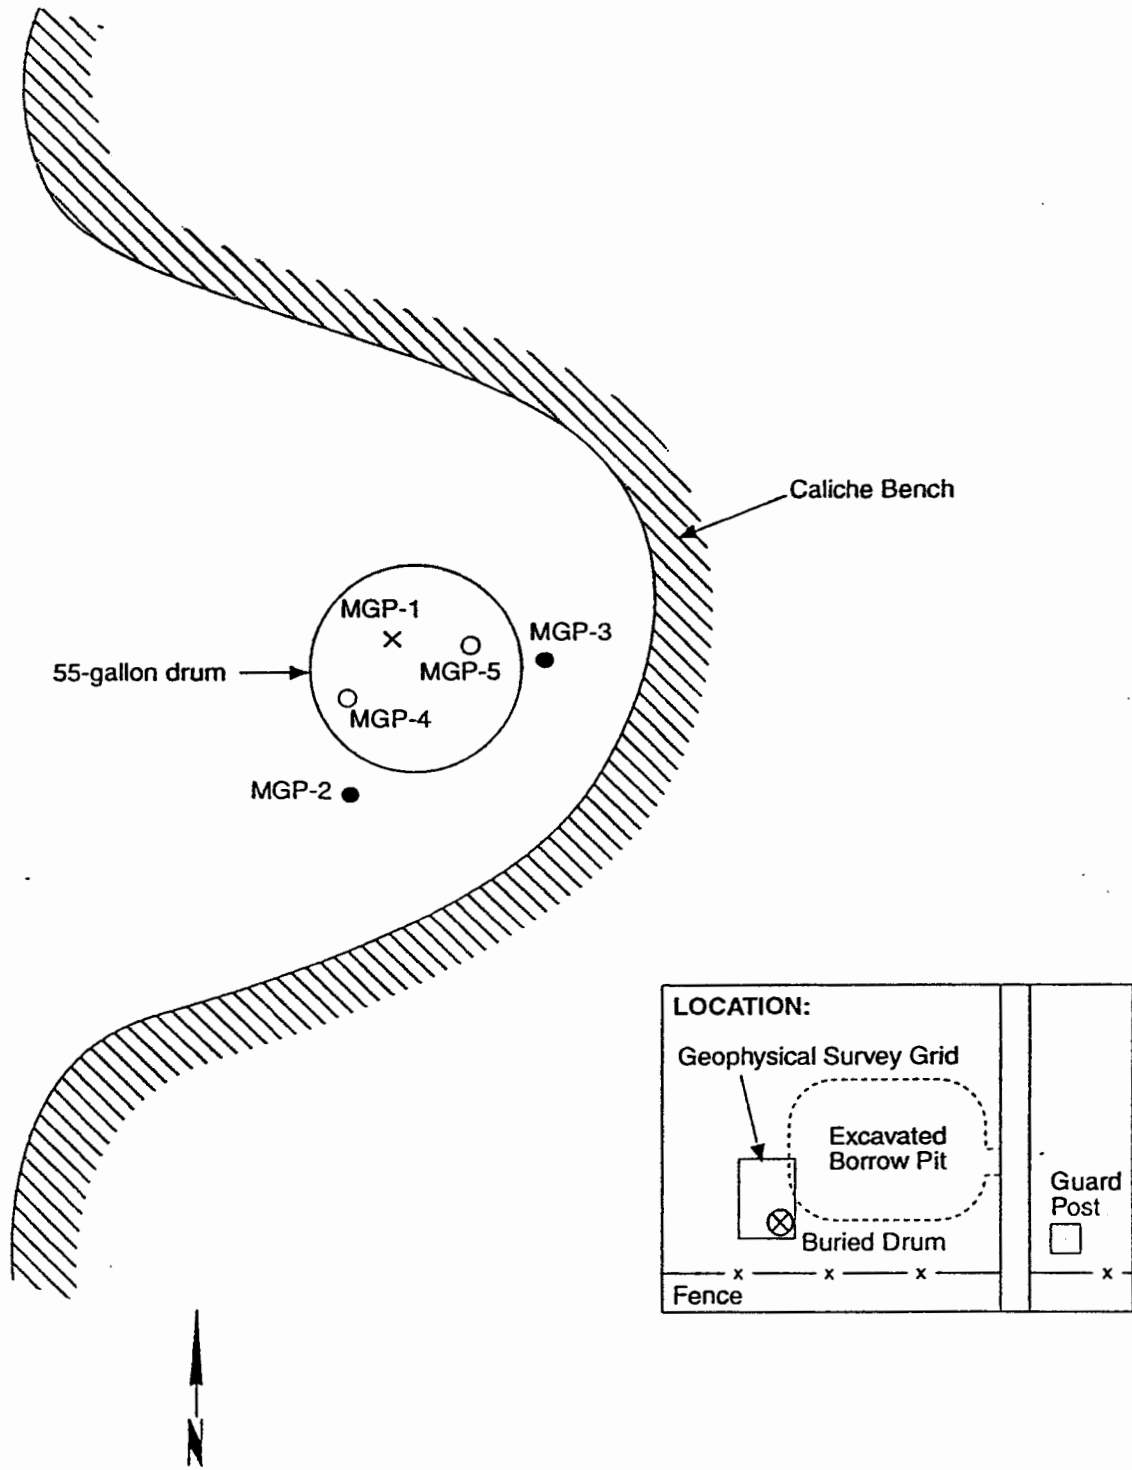 Caliche Bench
MGP-1
MGP-3
MGP-5
55-gallon drum
MGP-4
MGP-2
LOCATION:
Geophysical Survey Grid
Excavated
Borrow Pit
Guard
Post
Buried Drum
x x x x
Fence
N